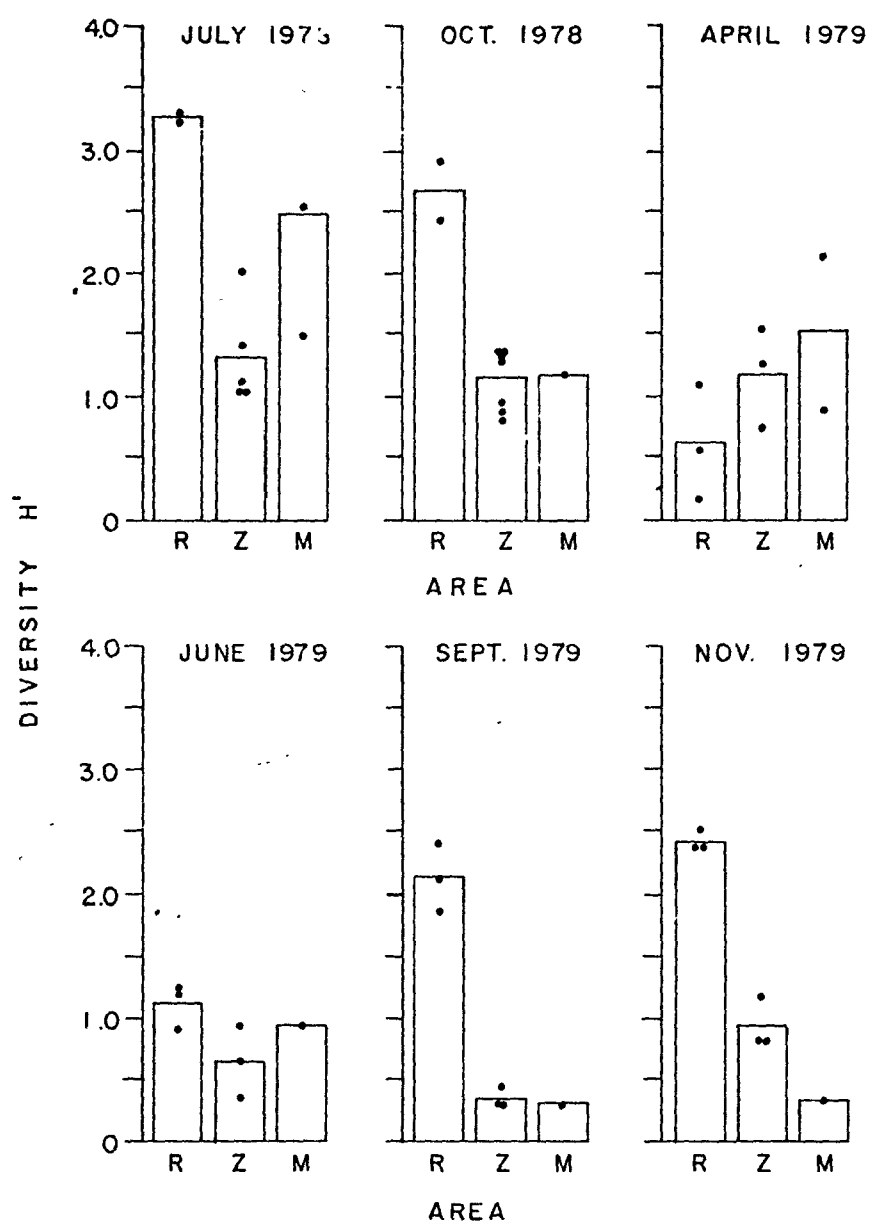 DIVERSITY H'
JULY
4.0
3.0
2.0
1.0
0
R Z M
OCT. 1978
R Z M
APRIL 1979
R Z M
AREA
JUNE 1979
4.0
3.0
2.0
1.0
0
R Z M
SEPT. 1979
R Z M
NOV. 1979
R Z M
AREA